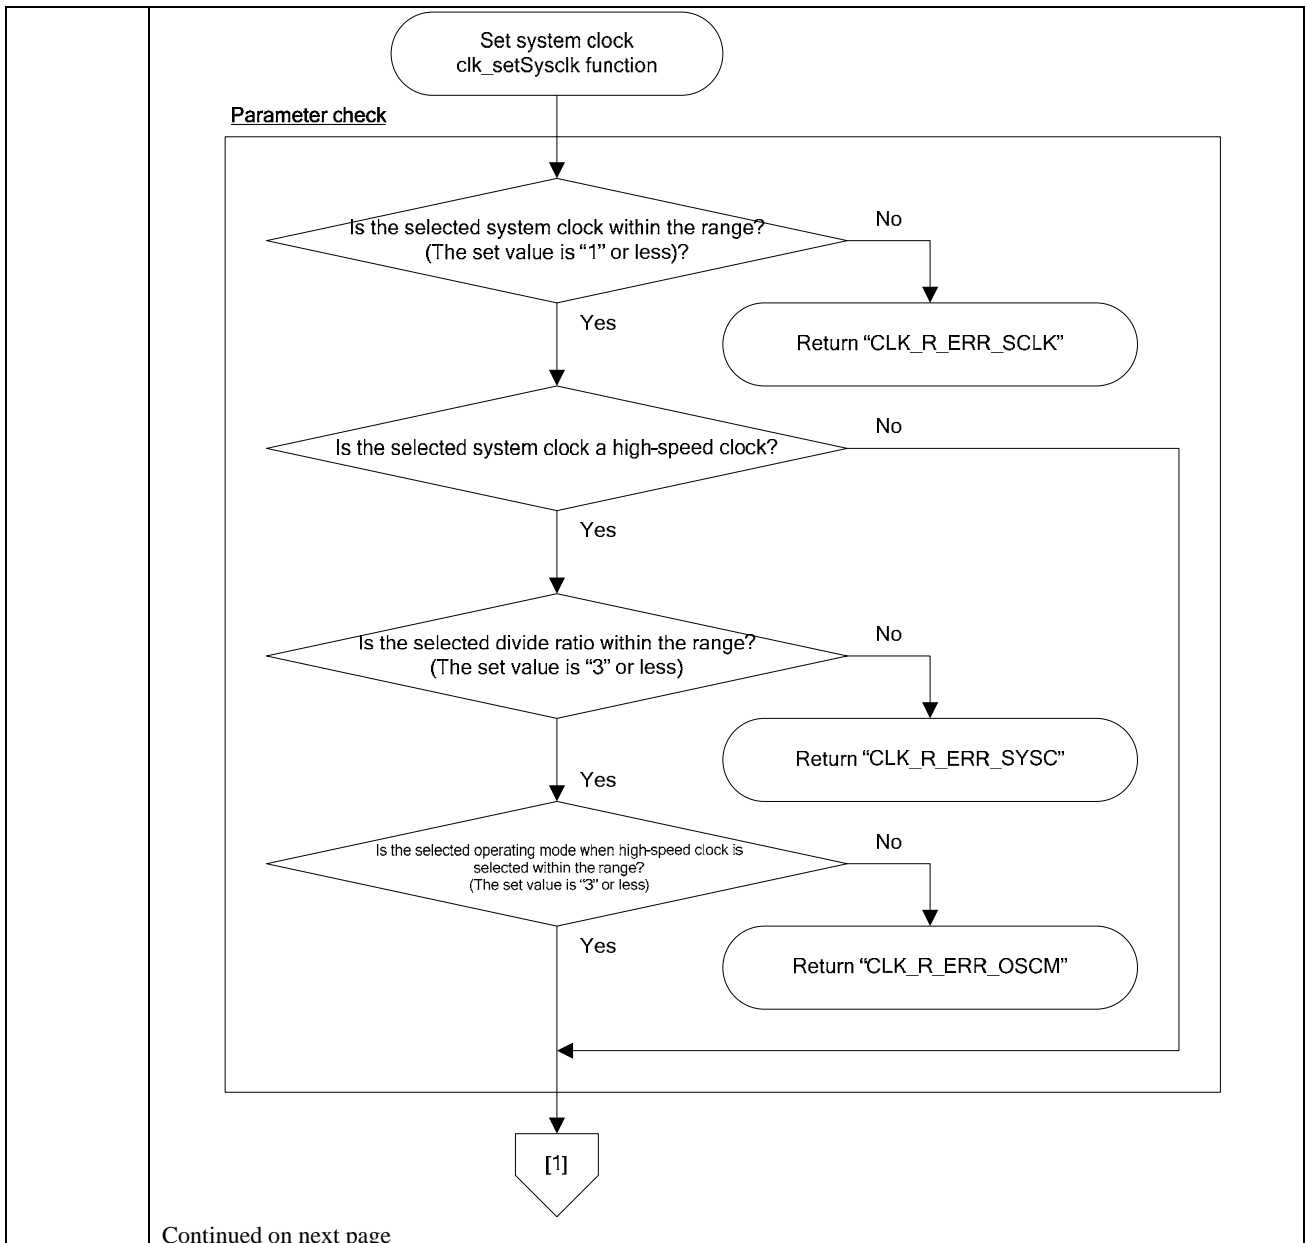 Set system clock
clk_setSysclk function
Parameter check
Is the selected system clock within the range?
(The set value is “1” or less)?
No
Return “CLK_R_ERR_SCLK”
Yes
Is the selected system clock a high-speed clock?
No
Yes
Is the selected divide ratio within the range?
(The set value is “3” or less)
No
Return “CLK_R_ERR_SYSC”
Yes
Is the selected operating mode when high-speed clock is
selected within the range?
(The set value is “3” or less)
No
Return “CLK_R_ERR_OSCM”
Yes
[1]
Continued on next page